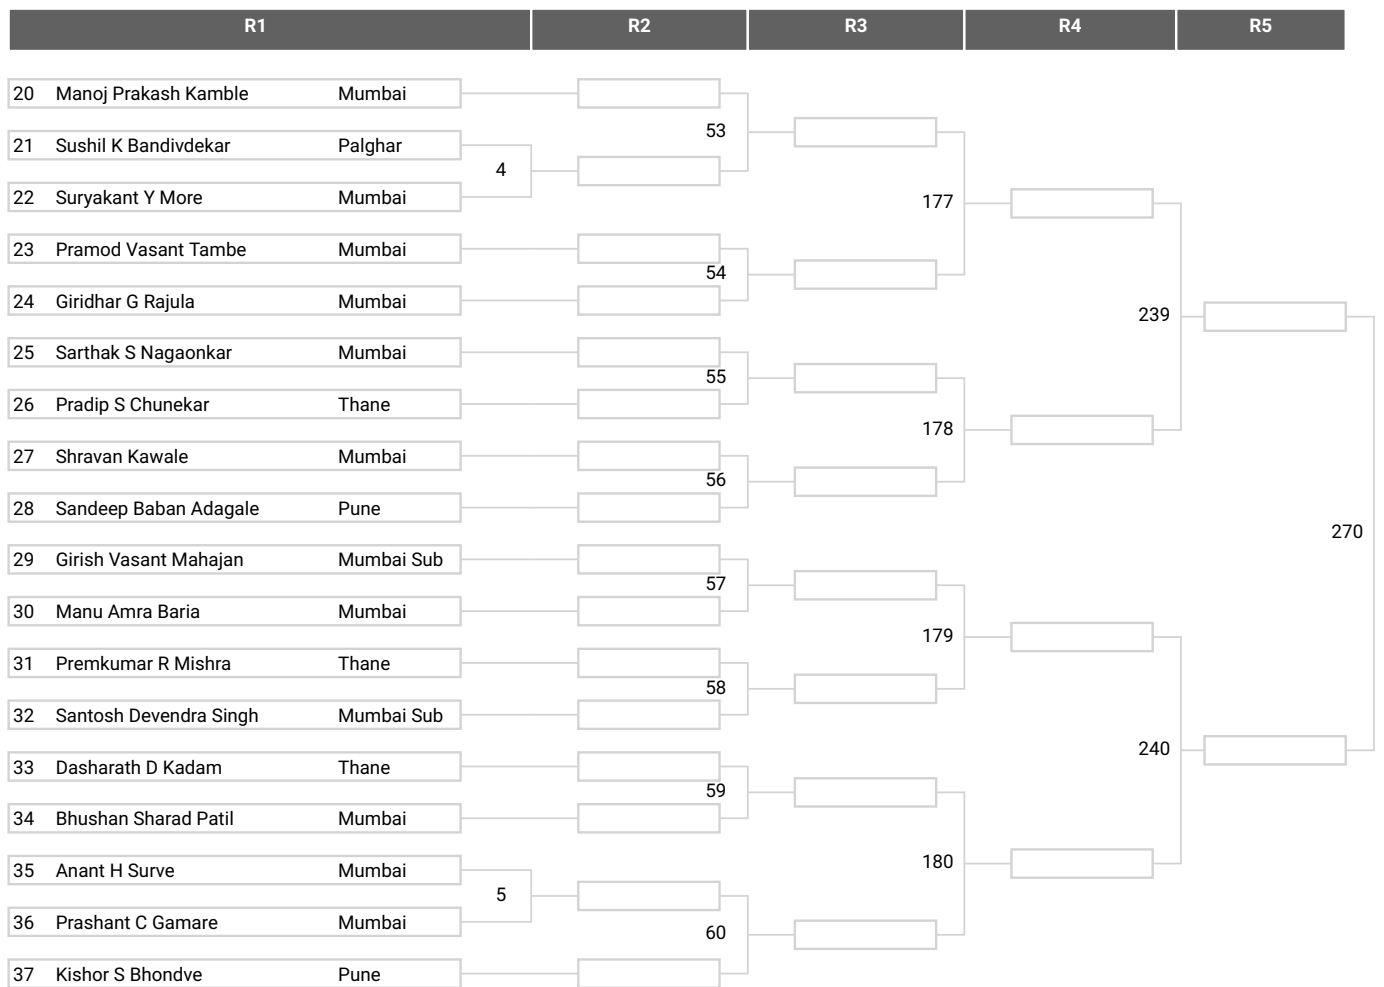 R1 R2 R3 R4 R5
20 Manoj Prakash Kamble Mumbai
53
21 Sushil K Bandivdekar Palghar
4
22 Suryakant Y More Mumbai
177
23 Pramod Vasant Tambe Mumbai
54
24 Giridhar G Rajula Mumbai
239
25 Sarthak S Nagaonkar Mumbai
55
26 Pradip S Chunekar Thane
178
27 Shravan Kawale Mumbai
56
28 Sandeep Baban Adagale Pune
270
29 Girish Vasant Mahajan Mumbai Sub
57
30 Manu Amra Baria Mumbai
179
31 Premkumar R Mishra Thane
58
32 Santosh Devendra Singh Mumbai Sub
240
33 Dasharath D Kadam Thane
59
34 Bhushan Sharad Patil Mumbai
180
35 Anant H Surve Mumbai
5
36 Prashant C Gamare Mumbai
60
37 Kishor S Bhondve Pune